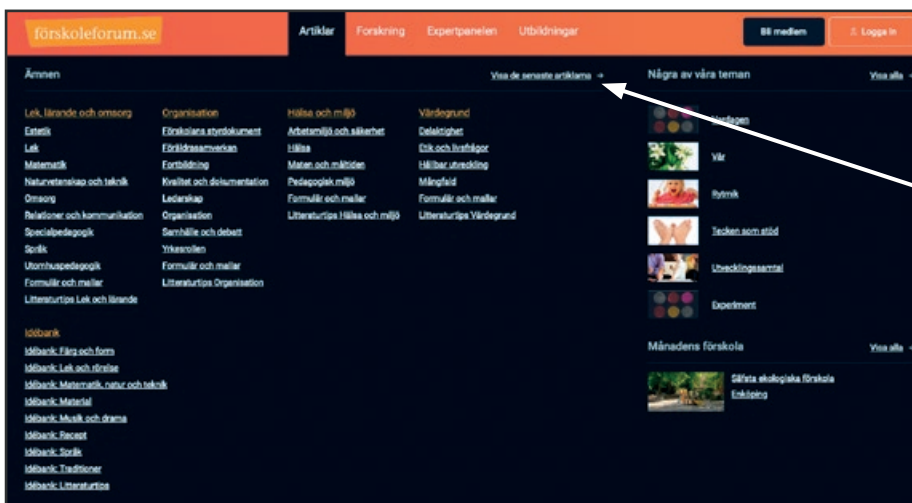 förskoleforum.se
Artiklar Forskning Expertpanelen Utbildningar
Bli medlem Logga in
Ämnen
Visa de senaste artiklarna →
Lek, lärande och omsorg
Estetik
Lek
Matematik
Naturvetenskap och teknik
Omsorg
Relationer och kommunikation
Specialpedagogik
Språk
Utomhuspedagogik
Formulär och mallar
Litteraturtips Lek och lärande
Organisation
Förskolans styrdokument
Föräldrasamverkan
Fortbildning
Kvalitet och dokumentation
Ledarskap
Organisation
Samhälle och debatt
Yrkesrollen
Formulär och mallar
Litteraturtips Organisation
Hälsa och miljö
Arbetsmiljö och säkerhet
Hälsa
Maten och måltiden
Pedagogisk miljö
Formulär och mallar
Litteraturtips Hälsa och miljö
Värdegrund
Delaktighet
Etik och livsfrågor
Hållbar utveckling
Mångfald
Formulär och mallar
Litteraturtips Värdegrund
Idébank
Idébank: Färg och form
Idébank: Lek och rörelse
Idébank: Matematik, natur och teknik
Idébank: Material
Idébank: Musik och drama
Idébank: Recept
Idébank: Språk
Idébank: Traditioner
Idébank: Litteraturtips
Några av våra teman
Visa alla
Vår
Rytmik
Tecken som stöd
Utvecklingssamtal
Experiment
Månadens förskola
Visa alla
Säfsta ekologiska förskola
Enköping